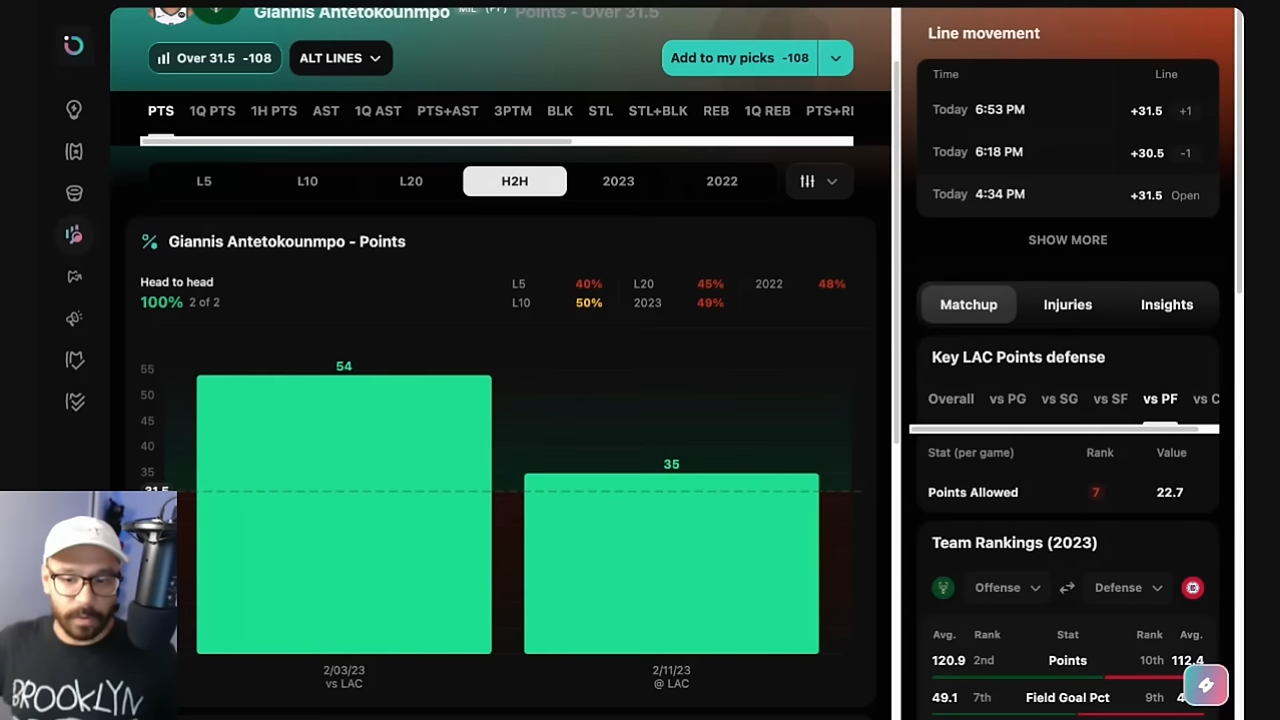 Giannis Antetokounmpo MIL (PF) Points - Over 31.5
Over 31.5 -108 ALT LINES Add to my picks -108
PTS 1Q PTS 1H PTS AST 1Q AST PTS+AST 3PTM BLK STL STL+BLK REB 1Q REB PTS+RI
L5 L10 L20 H2H 2023 2022
Giannis Antetokounmpo - Points
Head to head
100% 2 of 2
L5 40% L20 45% 2022 48%
L10 50% 2023 49%
55
50
45
40
35
31.5
54
35
2/03/23
vs LAC
2/11/23
@ LAC
BROOKLYN
Line movement
Time Line
Today 6:53 PM +31.5 +1
Today 6:18 PM +30.5 -1
Today 4:34 PM +31.5 Open
SHOW MORE
Matchup Injuries Insights
Key LAC Points defense
Overall vs PG vs SG vs SF vs PF vs C
Stat (per game) Rank Value
Points Allowed 7 22.7
Team Rankings (2023)
Offense Defense
Avg. Rank Stat Rank Avg.
120.9 2nd Points 10th 112.4
49.1 7th Field Goal Pct 9th